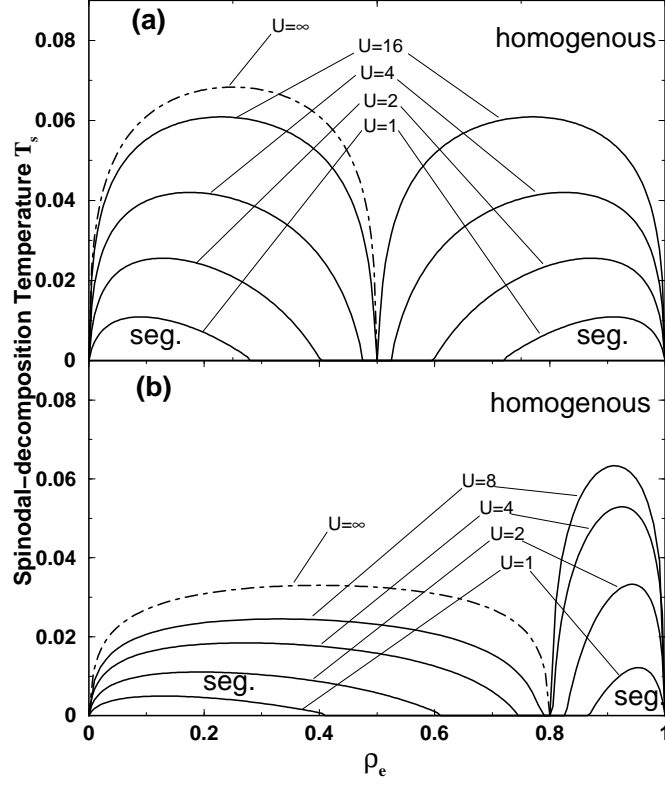 (a)
U=∞
U=16
homogenous
U=4
U=2
U=1
0.08
0.06
0.04
0.02
0
seg.
seg.
Spinodal−decomposition Temperature T_s
(b)
homogenous
U=8
U=4
U=∞
U=2
U=1
0.08
0.06
0.04
0.02
0
seg.
seg.
0
0.2
0.4
0.6
0.8
1
ρ_e